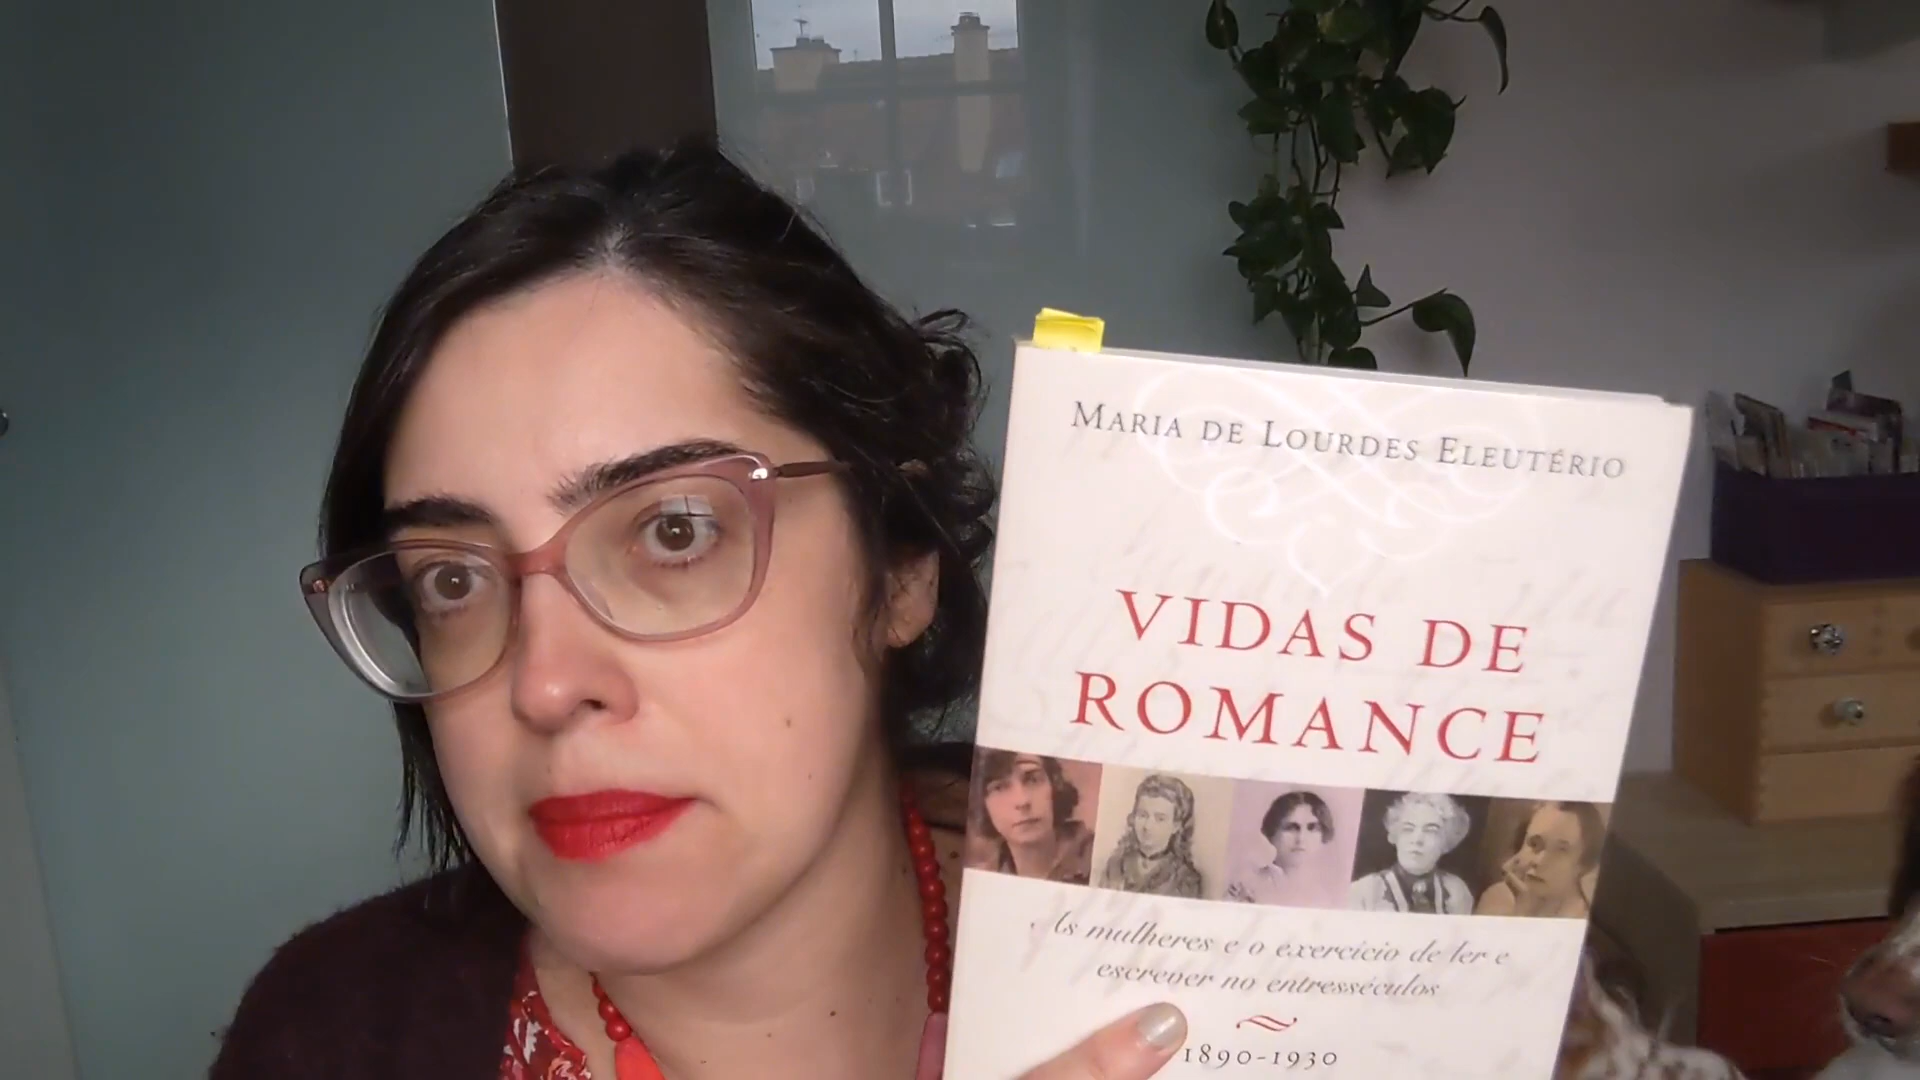 MARIA DE LOURDES ELEUTÉRIO
VIDAS DE
ROMANCE
As mulheres e o exercício de ler e
escrever no entresséculos
1890-1930